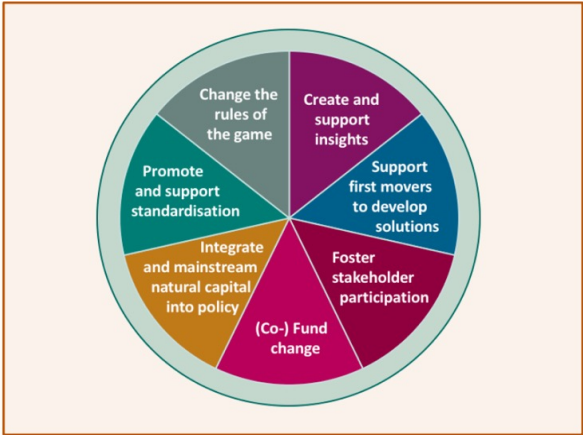 Create and
support
insights
Support
first movers
to develop
solutions
Foster
stakeholder
participation
(Co-) Fund
change
Integrate
and mainstream
natural capital
into policy
Promote
and support
standardisation
Change the
rules of
the game